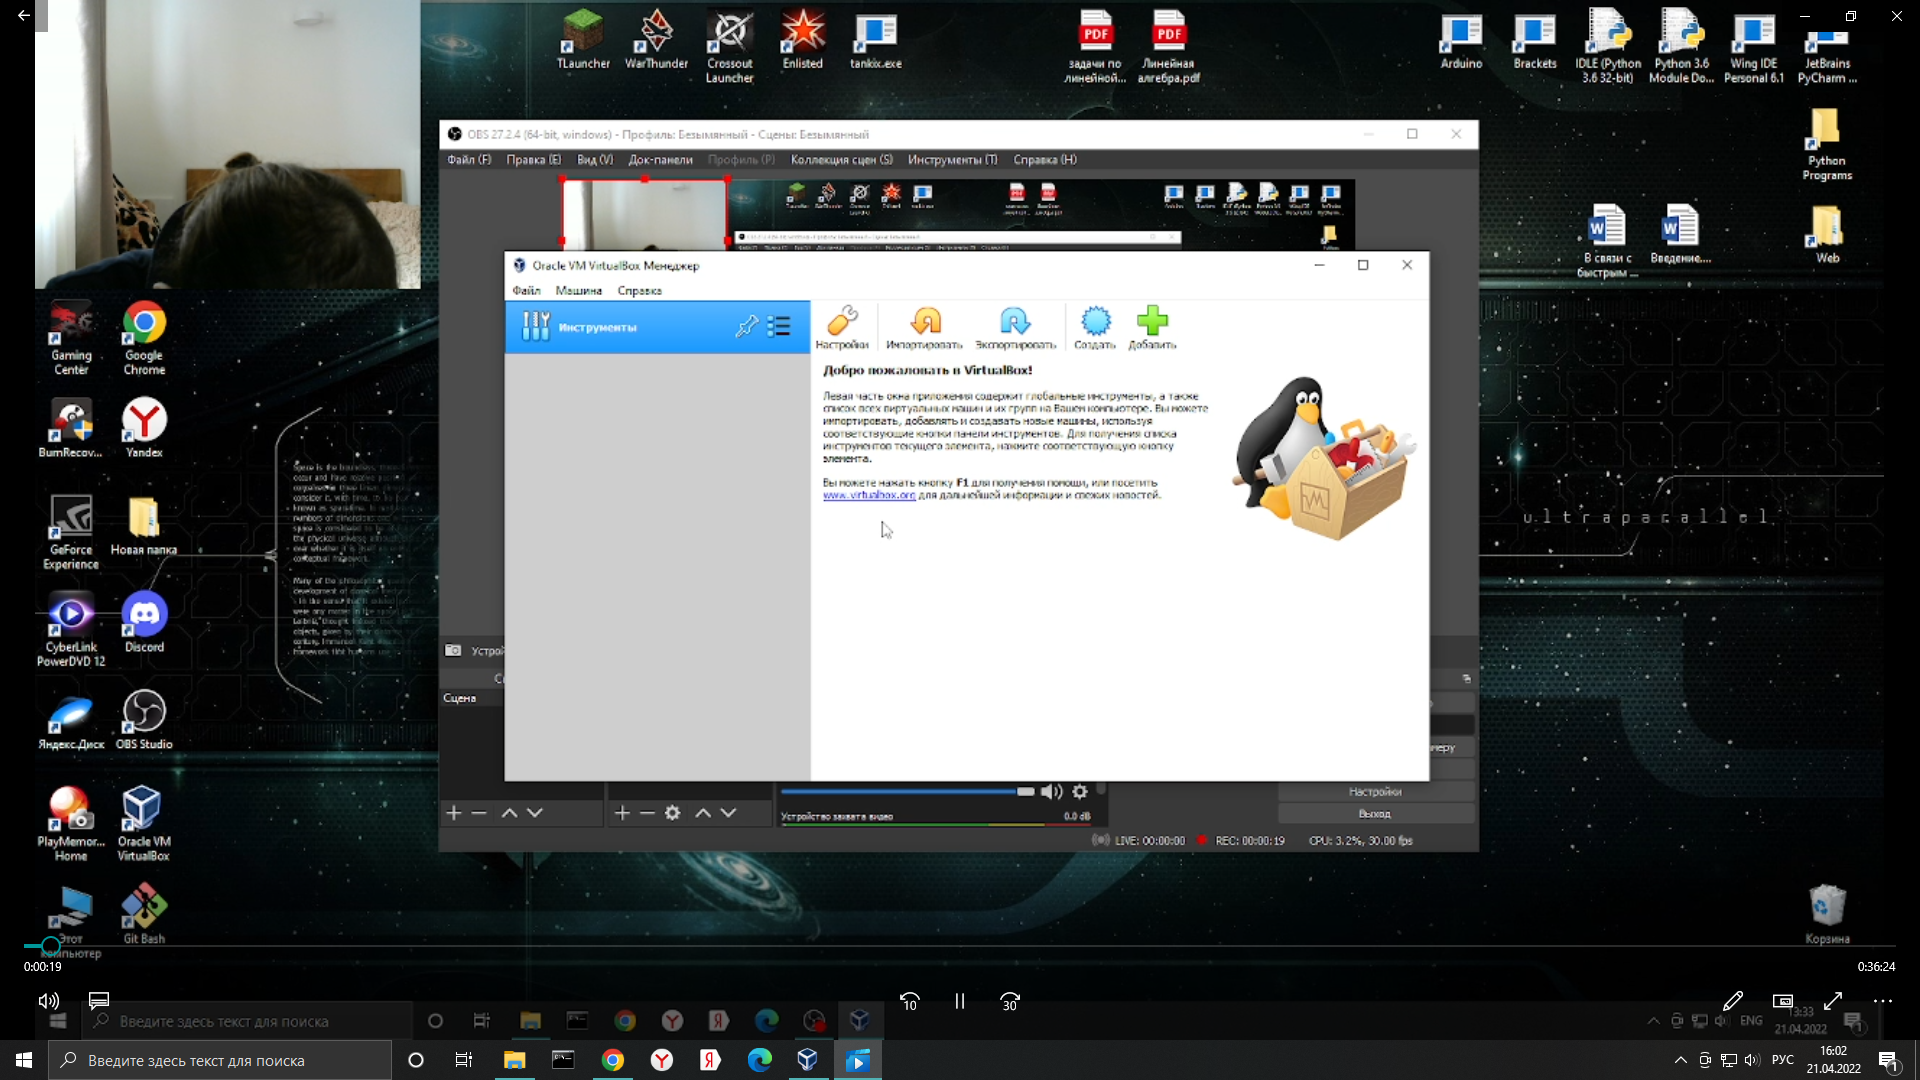 TLauncher
WarThunder
Crossout
Launcher
Enlisted
tankix.exe
задачи по
линейной...
Линейная
алгебра.pdf
Arduino
Brackets
IDLE (Python
3.6 32-bit)
Python 3.6
Module Do...
Wing IDE
Personal 6.1
JetBrains
PyCharm ...
Python
Programs
В связи с
быстрым ...
Введение....
Web
OBS 27.2.4 (64-bit, windows) - Профиль: Безымянный - Сцены: Безымянный
Файл (F) Правка (E) Вид (V) Док-панели Профиль (P) Коллекция сцен (S) Инструменты (T) Справка (H)
Oracle VM VirtualBox Менеджер
Файл Машина Справка
Инструменты
Настройки Импортировать Экспортировать Создать Добавить
Добро пожаловать в VirtualBox!
Левая часть окна приложения содержит глобальные инструменты, а также
список всех виртуальных машин и их групп на Вашем компьютере. Вы можете
импортировать, добавлять и создавать новые машины, используя
соответствующие кнопки панели инструментов. Для получения списка
инструментов текущего элемента, нажмите соответствующую кнопку
элемента.
Вы можете нажать кнопку F1 для получения помощи, или посетить
www.virtualbox.org для дальнейшей информации и свежих новостей.
Gaming
Center
Google
Chrome
BurnRecov...
Yandex
GeForce
Experience
Новая папка
CyberLink
PowerDVD 12
Discord
Яндекс.Диск
OBS Studio
PlayMemor...
Home
Oracle VM
VirtualBox
Этот
компьютер
Git Bash
ultraparallel
Устрой
Сцена
меру
Настройки
Выход
Устройство захвата видео 0.0 dB
LIVE: 00:00:00 REC: 00:00:19 CPU: 3.2%, 30.00 fps
Корзина
0:00:19
0:36:24
10
30
Введите здесь текст для поиска
ENG
13:33
21.04.2022
1
Введите здесь текст для поиска
РУС
16:02
21.04.2022
1